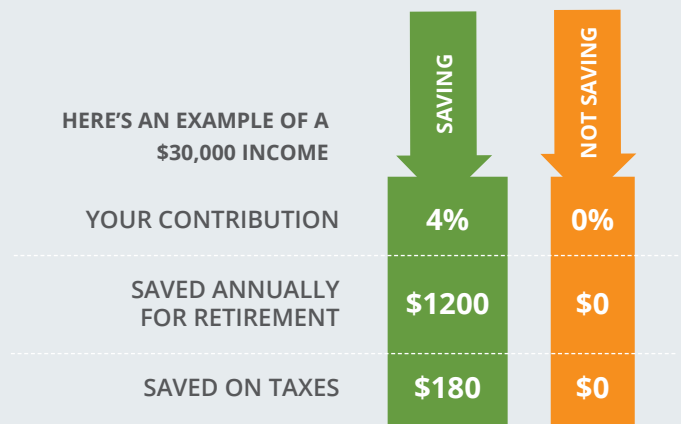 SAVING
NOT SAVING
HERE'S AN EXAMPLE OF A
$30,000 INCOME
YOUR CONTRIBUTION 4% 0%
SAVED ANNUALLY
FOR RETIREMENT $1200 $0
SAVED ON TAXES $180 $0